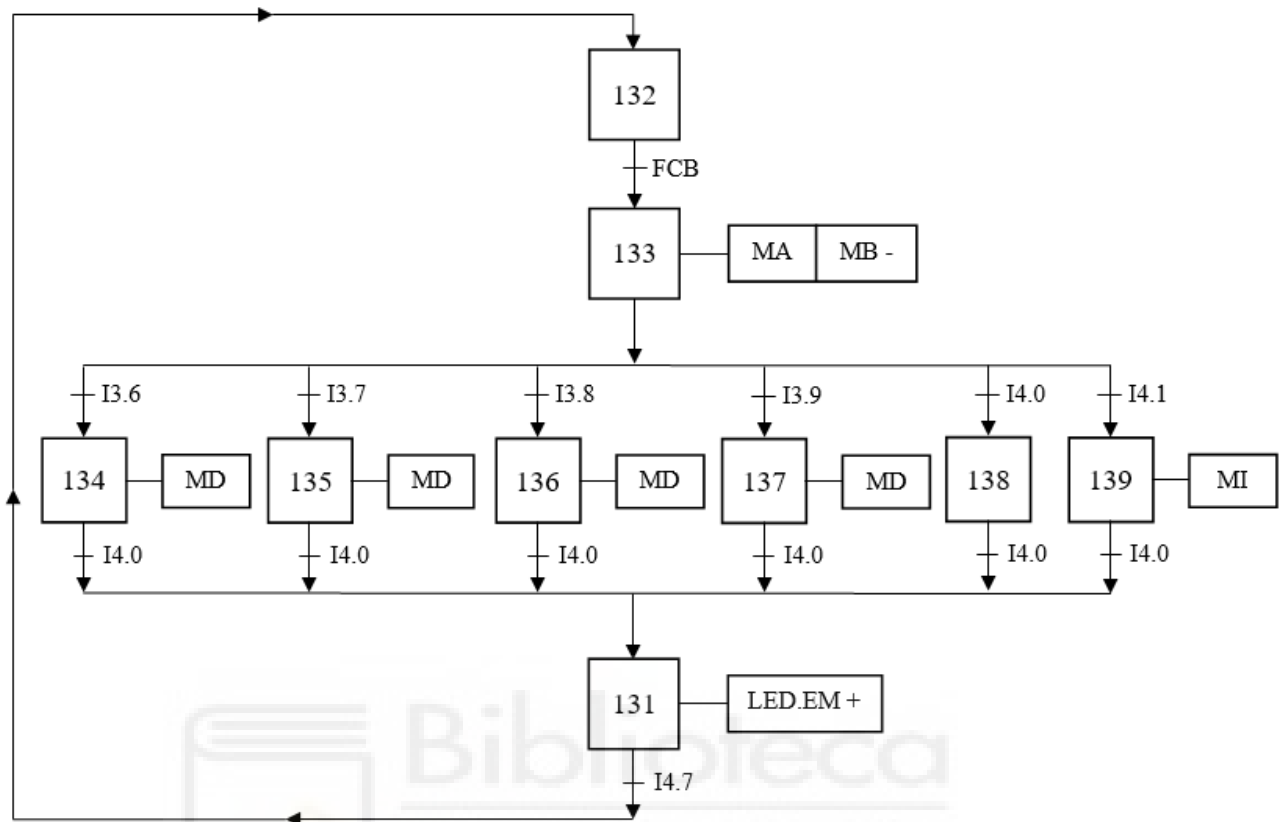 132
FCB
133
MA
MB -
I3.6
I3.7
I3.8
I3.9
I4.0
I4.1
134
MD
135
MD
136
MD
137
MD
138
139
MI
I4.0
I4.0
I4.0
I4.0
I4.0
I4.0
131
LED.EM +
Biblioteca
I4.7